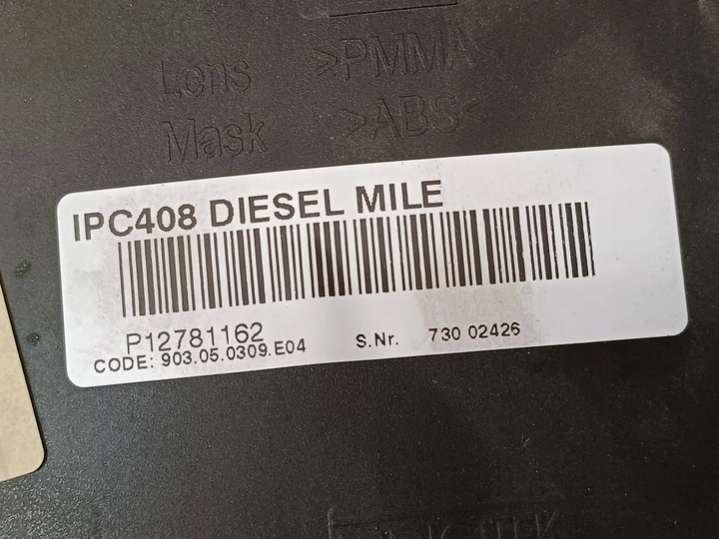 Lens >PMMA<
Mask >ABS<
IPC408 DIESEL MILE
P12781162
CODE: 903.05.0309.E04 S.Nr. 730 02426